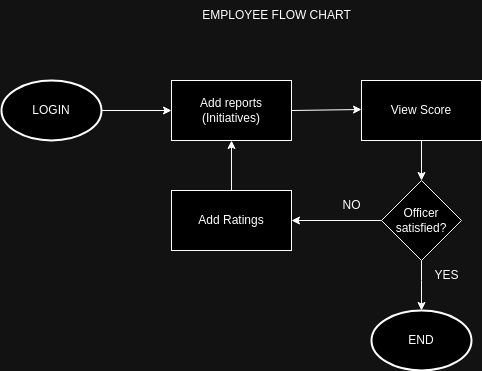 EMPLOYEE FLOW CHART
LOGIN
Add reports
(Initiatives)
View Score
Add Ratings
NO
Officer
satisfied?
YES
END